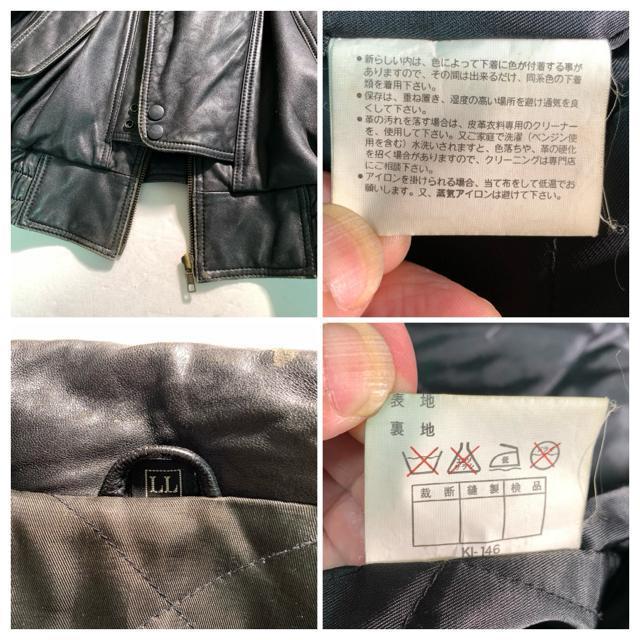 ● 新らしい内は、色によって下着に色が付着する事が
ありますので、その間は出来るだけ、同系色の下着
類を着用下さい。
● 保存は、重ね置き、湿度の高い場所を避け通気を良
くして下さい。
● 革の汚れを落す場合は、皮革衣料専用のクリーナー
を、使用して下さい。又ご家庭で洗濯（ベンジン使
用を含む）水洗いされますと、色落ちや、革の硬化
を招く場合がありますので、クリーニングは専門店
にご相談下さい。
● アイロンを掛けられる場合、当て布をして低温でお
願いします。又、蒸気アイロンは避けて下さい。
LL
表 地
裏 地
低
裁 断 縫 製 検 品
KI-146